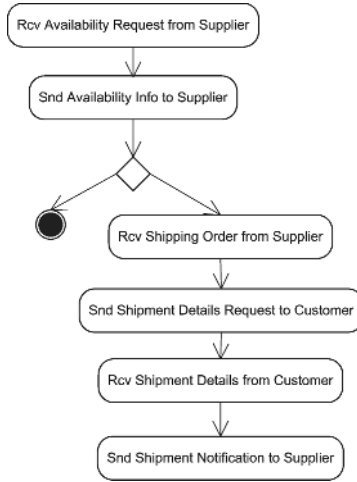 Rcv Availability Request from Supplier
Snd Availability Info to Supplier
Rcv Shipping Order from Supplier
Snd Shipment Details Request to Customer
Rcv Shipment Details from Customer
Snd Shipment Notification to Supplier